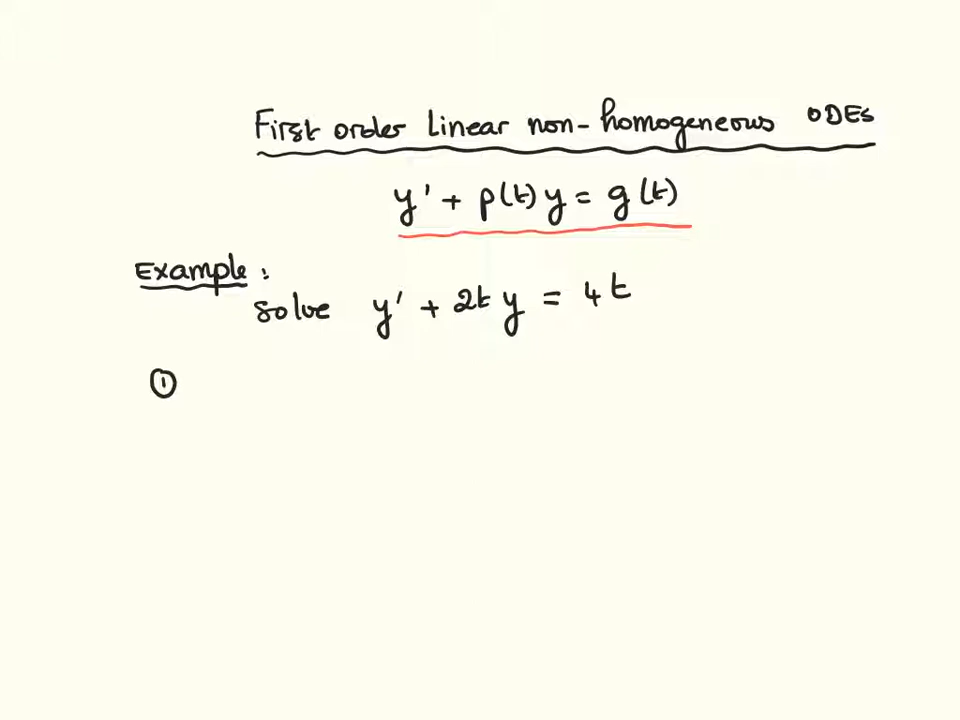 First order Linear non-homogeneous ODEs
y' + p(t) y = g(t)
Example :
solve y' + 2t y = 4t
①